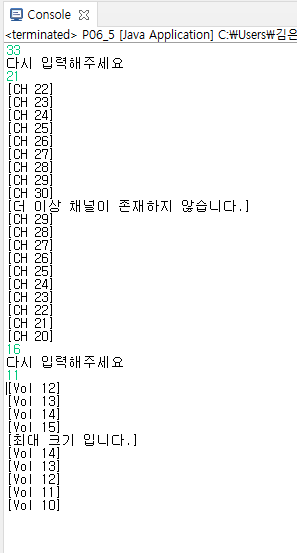 Console
<terminated> P06_5 [Java Application] C:₩Users₩김은
33
다시 입력해주세요
21
[CH 22]
[CH 23]
[CH 24]
[CH 25]
[CH 26]
[CH 27]
[CH 28]
[CH 29]
[CH 30]
[더 이상 채널이 존재하지 않습니다.]
[CH 29]
[CH 28]
[CH 27]
[CH 26]
[CH 25]
[CH 24]
[CH 23]
[CH 22]
[CH 21]
[CH 20]
16
다시 입력해주세요
11
[Vol 12]
[Vol 13]
[Vol 14]
[Vol 15]
[최대 크기 입니다.]
[Vol 14]
[Vol 13]
[Vol 12]
[Vol 11]
[Vol 10]